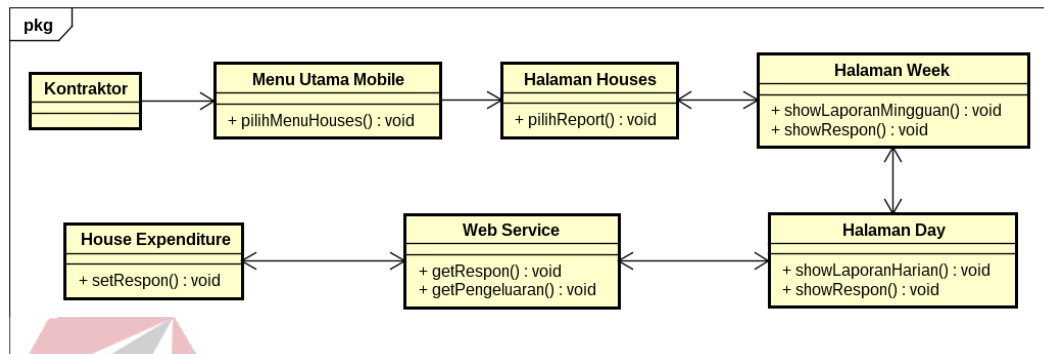 pkg
Kontraktor
Menu Utama Mobile
+ pilihMenuHouses() : void
Halaman Houses
+ pilihReport() : void
Halaman Week
+ showLaporanMingguan() : void
+ showRespon() : void
House Expenditure
+ setRespon() : void
Web Service
+ getRespon() : void
+ getPengeluaran() : void
Halaman Day
+ showLaporanHarian() : void
+ showRespon() : void